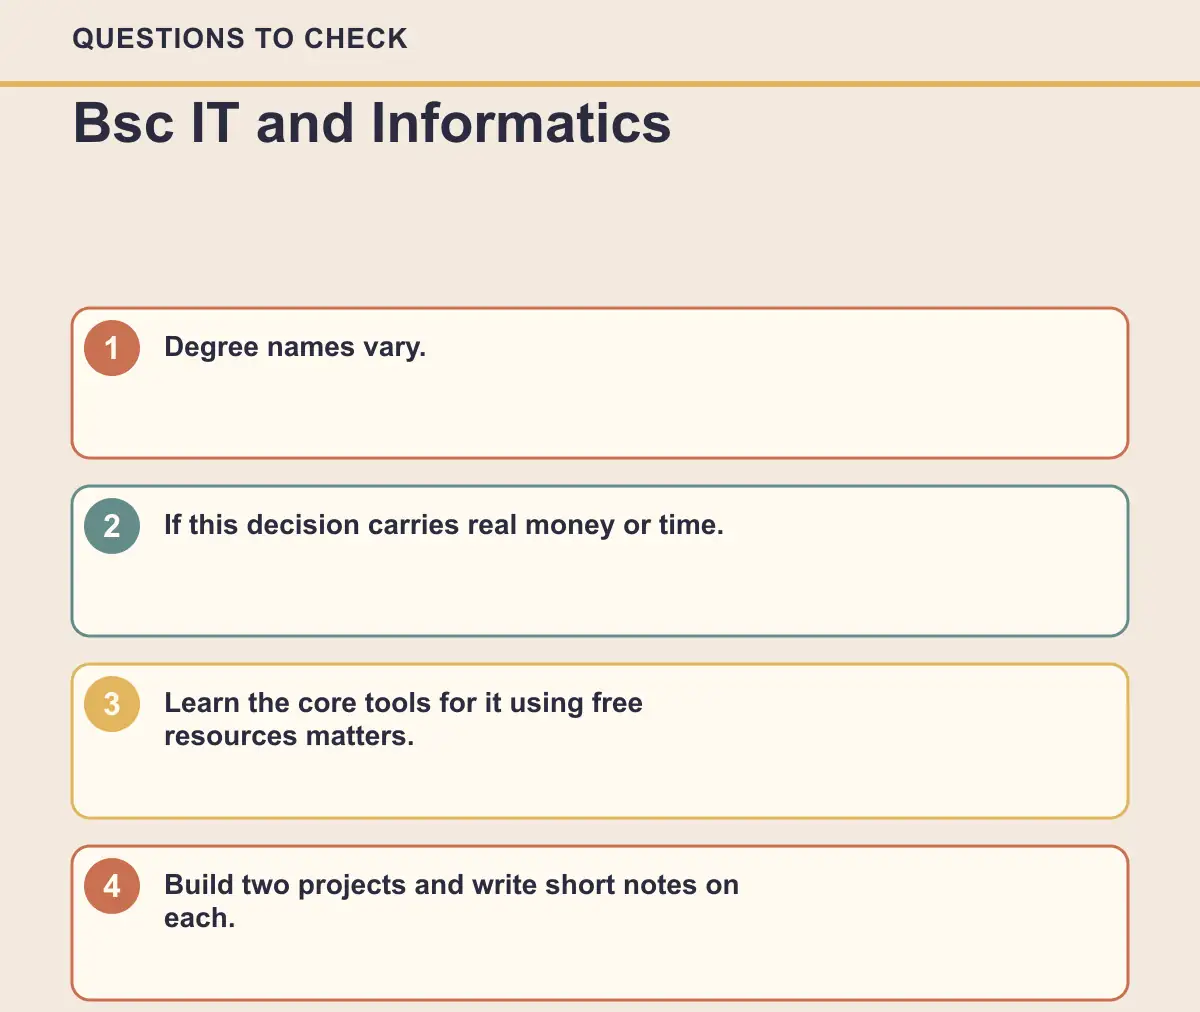 QUESTIONS TO CHECK
Bsc IT and Informatics
1
Degree names vary.
2
If this decision carries real money or time.
3
Learn the core tools for it using free
resources matters.
4
Build two projects and write short notes on
each.